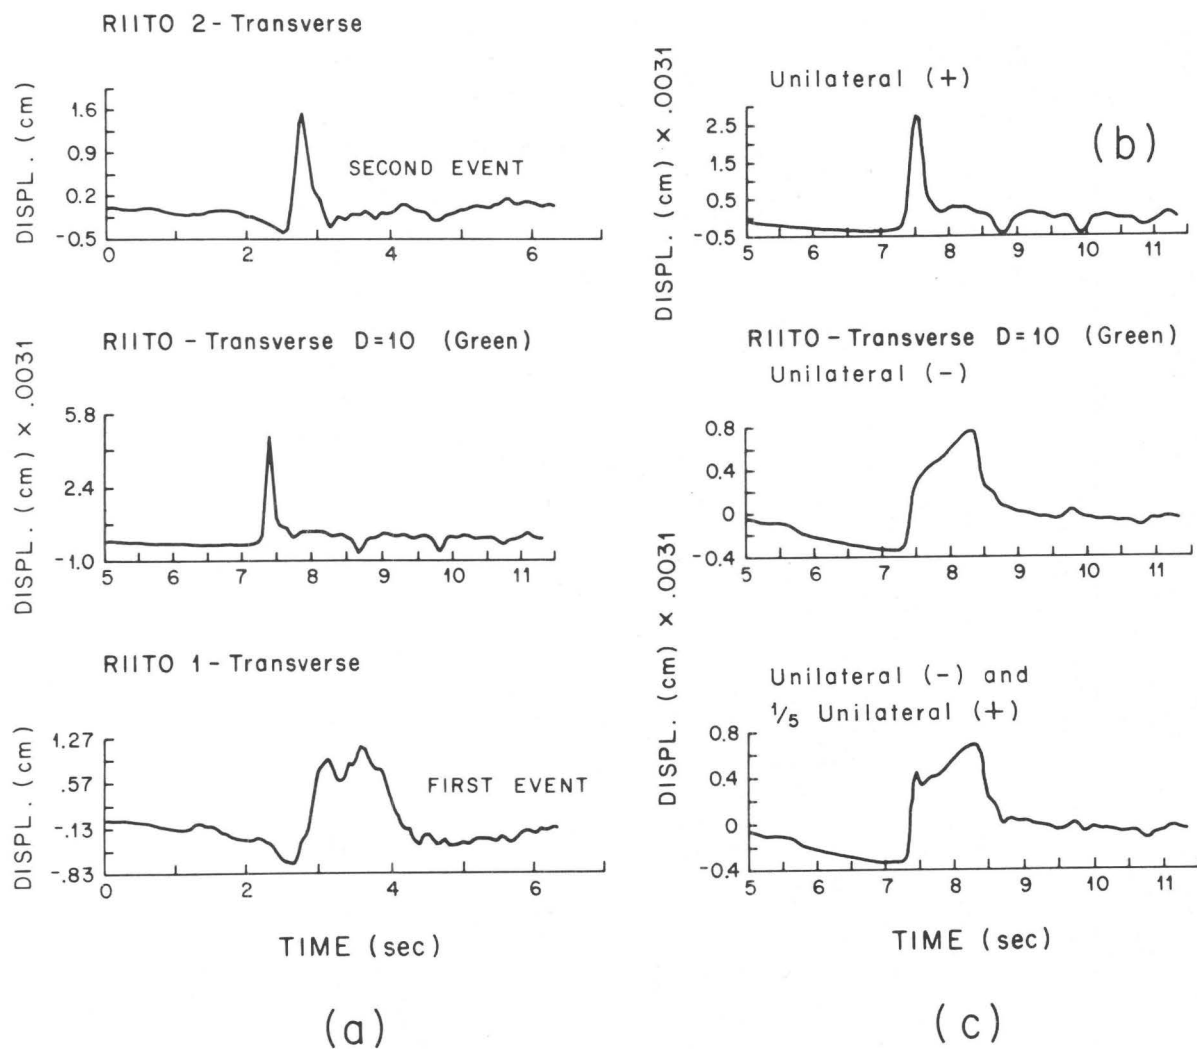 RIITO 2 - Transverse
DISPL. (cm)
1.6
0.9
0.2
-0.5
SECOND EVENT
0 2 4 6
RIITO - Transverse D=10 (Green)
DISPL. (cm) × .0031
5.8
2.4
-1.0
5 6 7 8 9 10 11
RIITO 1 - Transverse
DISPL. (cm)
1.27
.57
-.13
-.83
FIRST EVENT
0 2 4 6
TIME (sec)
(a)
Unilateral (+)
(b)
DISPL. (cm) × .0031
2.5
1.5
0.5
-0.5
5 6 7 8 9 10 11
RIITO - Transverse D=10 (Green)
Unilateral (-)
0.8
0.4
0
-0.4
5 6 7 8 9 10 11
DISPL. (cm) × .0031
Unilateral (-) and
1/5 Unilateral (+)
0.8
0.4
0
-0.4
5 6 7 8 9 10 11
TIME (sec)
(c)